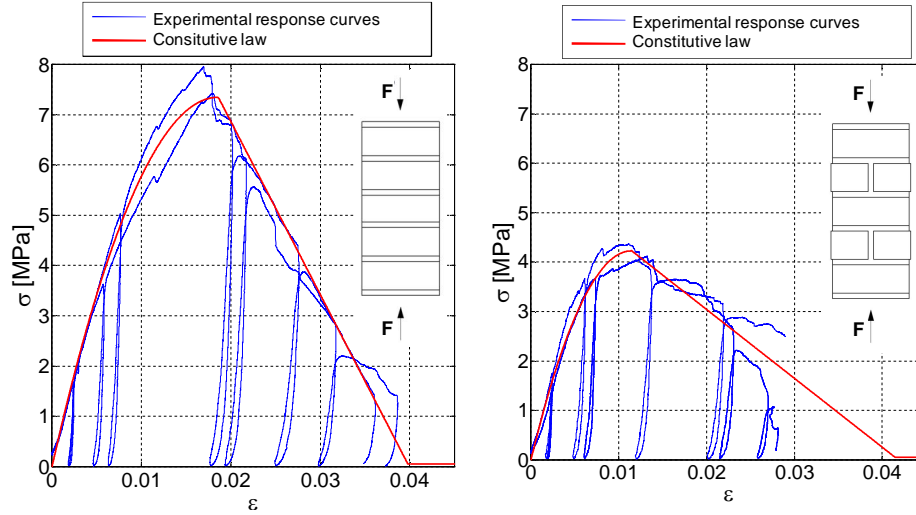 Experimental response curves
Consitutive law
8
7
6
5
4
3
2
1
0
σ [MPa]
0
0.01
0.02
0.03
0.04
ε
F
F
Experimental response curves
Constitutive law
8
7
6
5
4
3
2
1
0
σ [MPa]
0
0.01
0.02
0.03
0.04
ε
F
F